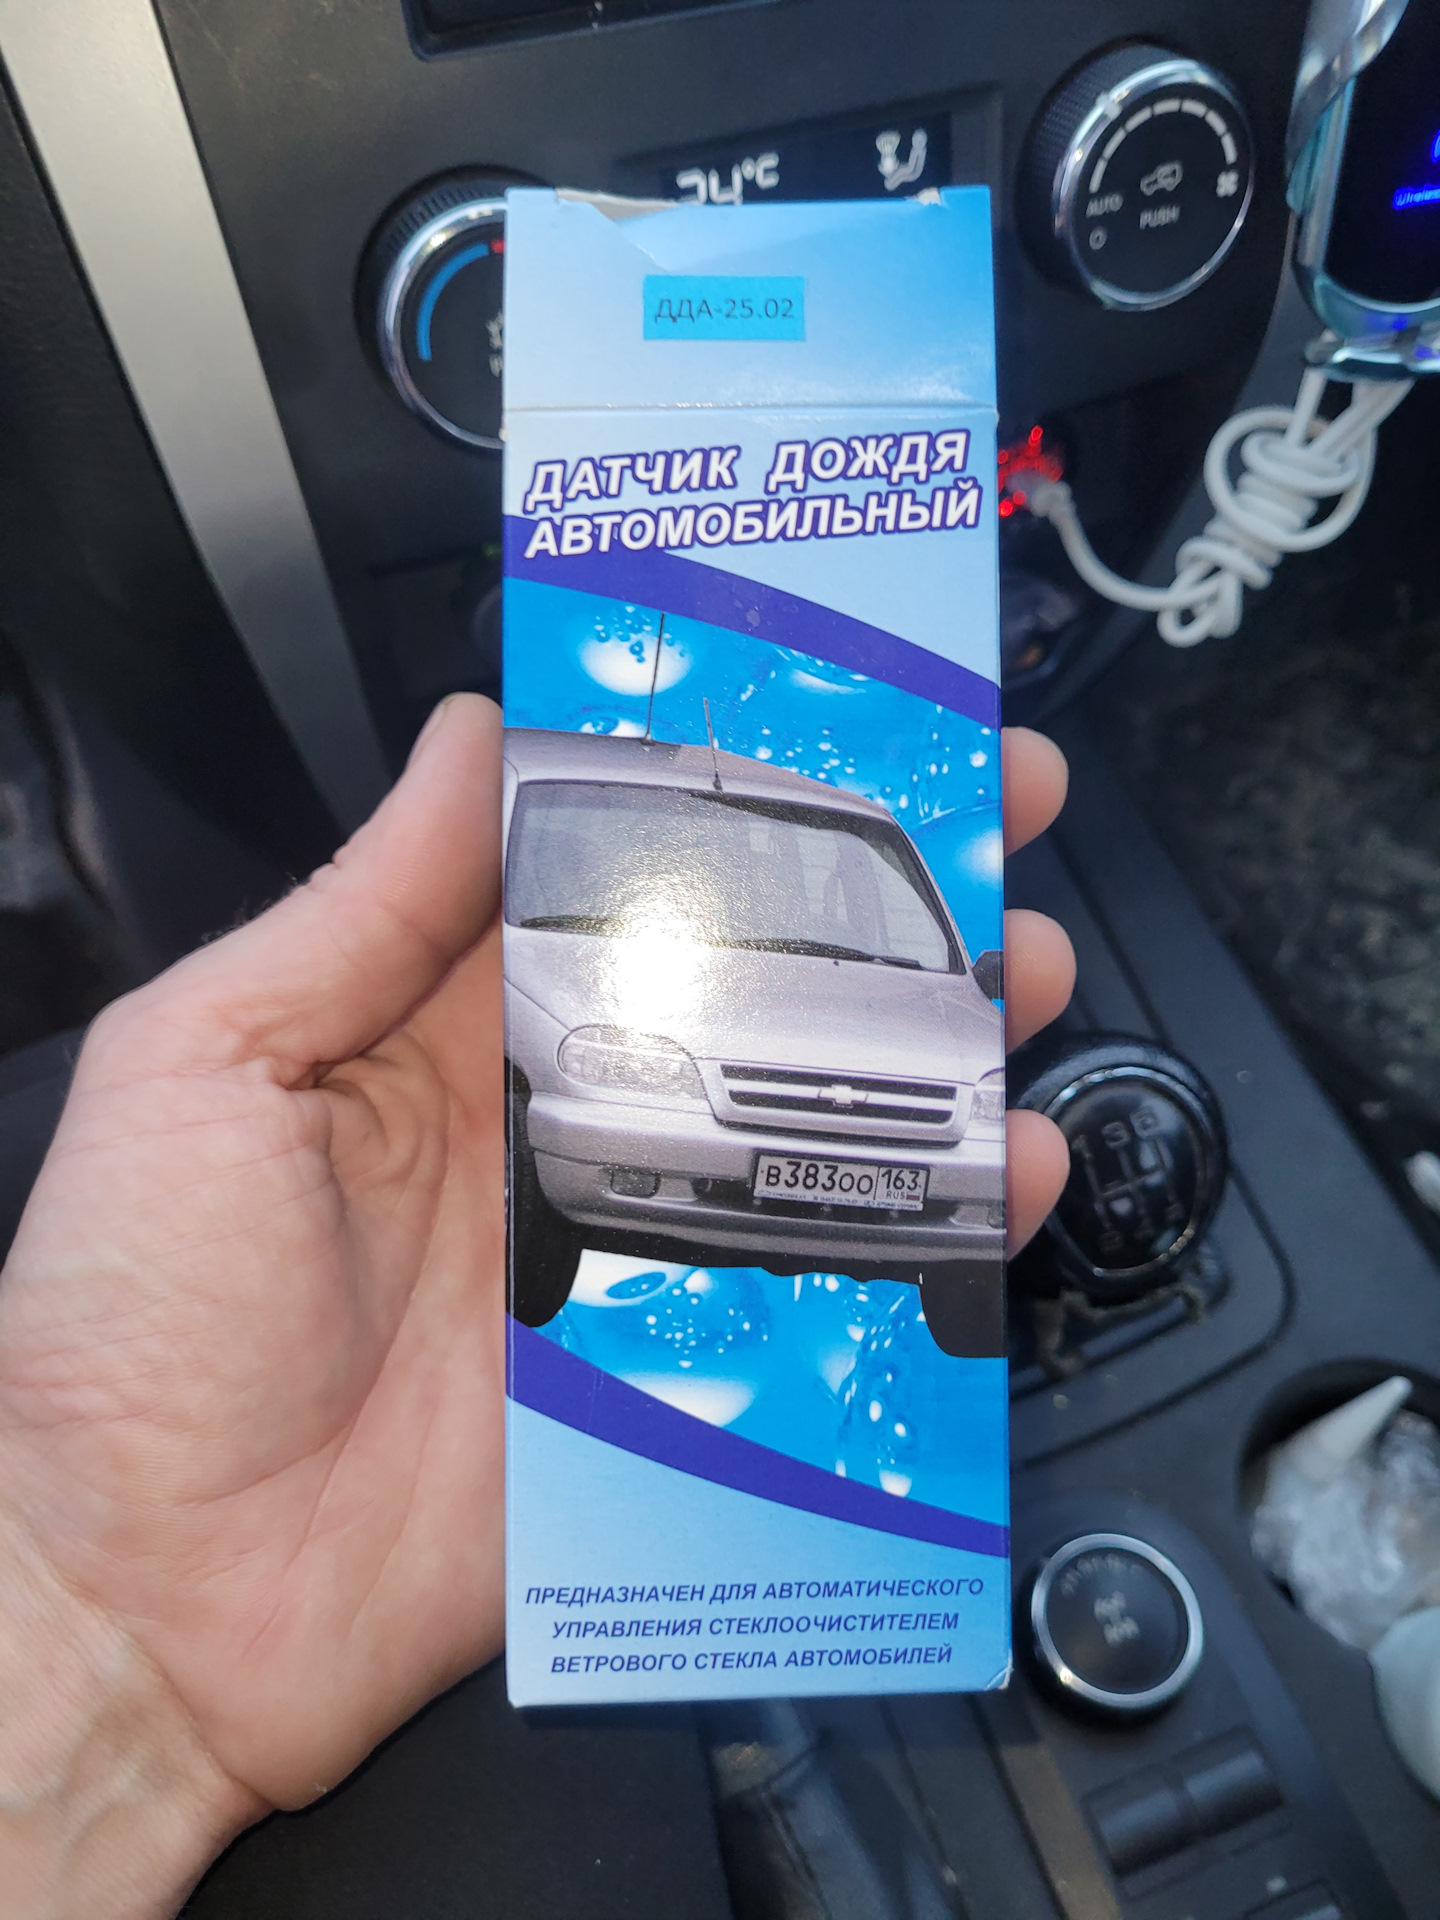 24°C
AUTO
PUSH
ДДА-25.02
ДАТЧИК ДОЖДЯ
АВТОМОБИЛЬНЫЙ
В383ОО 163
RUS
ПРЕДНАЗНАЧЕН ДЛЯ АВТОМАТИЧЕСКОГО
УПРАВЛЕНИЯ СТЕКЛООЧИСТИТЕЛЕМ
ВЕТРОВОГО СТЕКЛА АВТОМОБИЛЕЙ